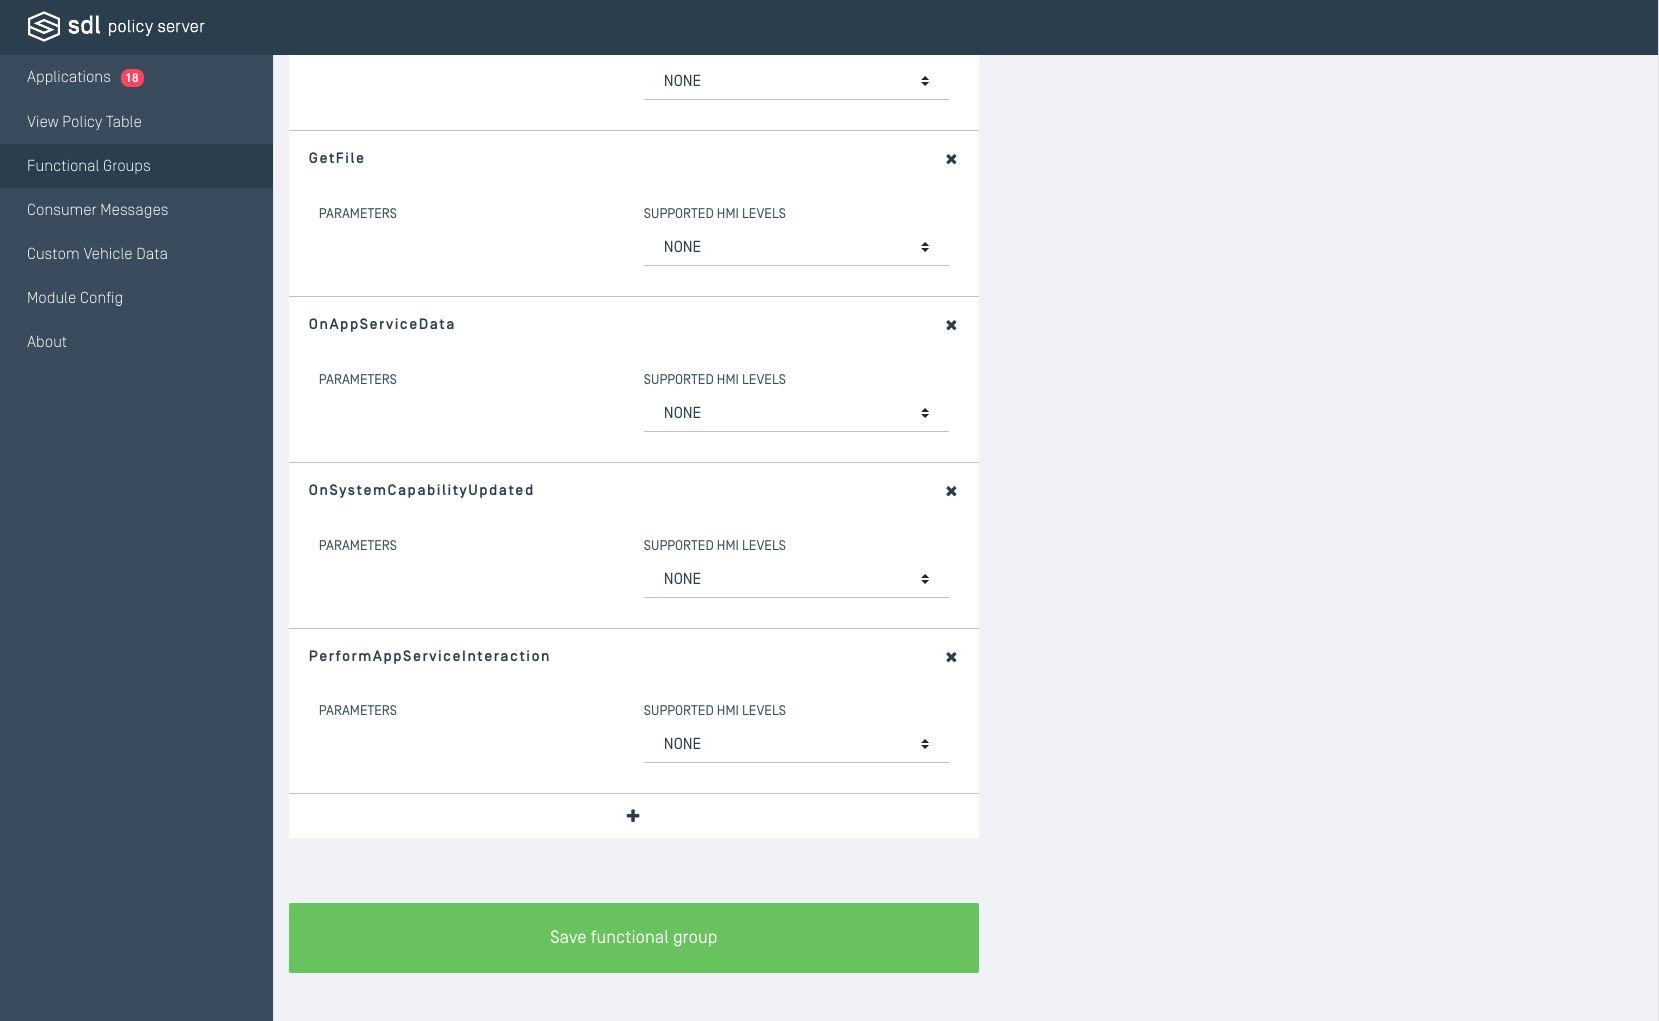 sdl policy server
Applications 18
View Policy Table
Functional Groups
Consumer Messages
Custom Vehicle Data
Module Config
About
NONE
GetFile
PARAMETERS
SUPPORTED HMI LEVELS
NONE
OnAppServiceData
PARAMETERS
SUPPORTED HMI LEVELS
NONE
OnSystemCapabilityUpdated
PARAMETERS
SUPPORTED HMI LEVELS
NONE
PerformAppServiceInteraction
PARAMETERS
SUPPORTED HMI LEVELS
NONE
Save functional group